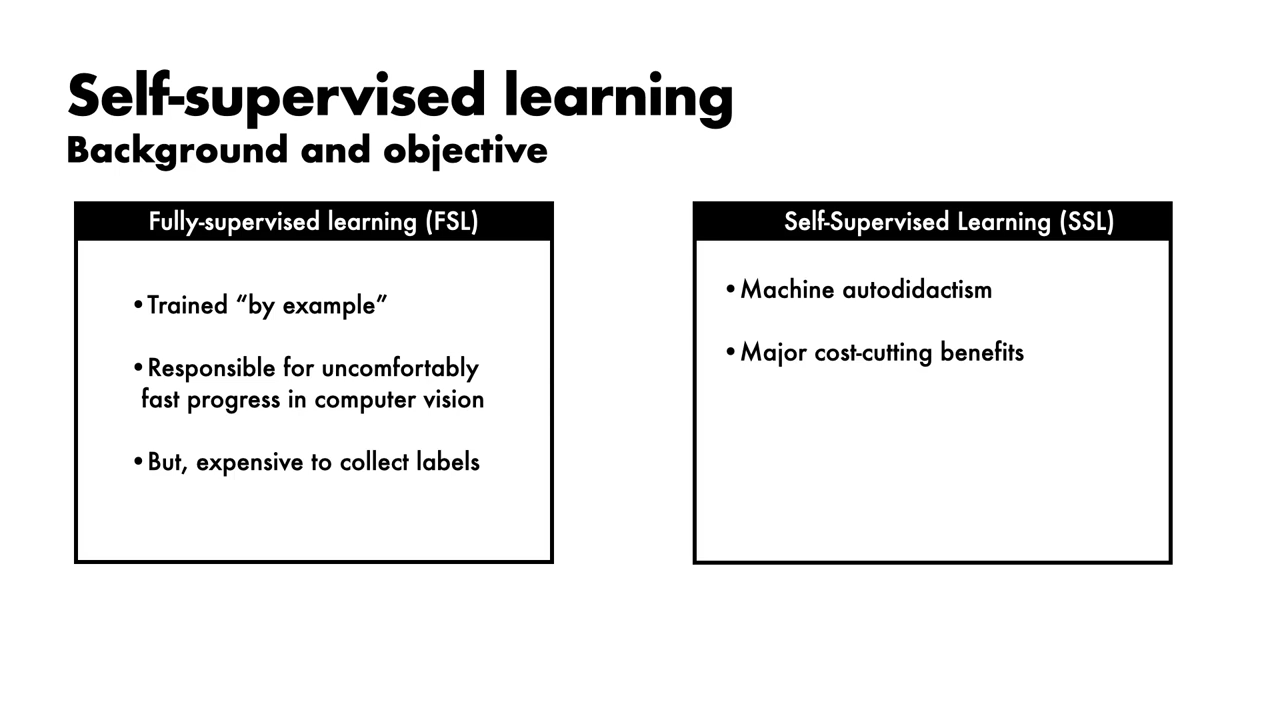 Self-supervised learning
Background and objective
Fully-supervised learning (FSL)
•Trained “by example”
•Responsible for uncomfortably
fast progress in computer vision
•But, expensive to collect labels
Self-Supervised Learning (SSL)
•Machine autodidactism
•Major cost-cutting benefits